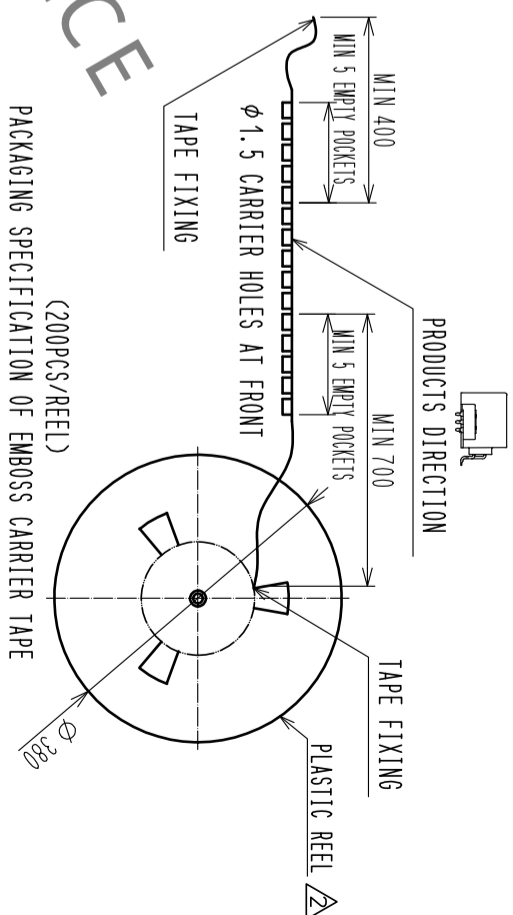 PRODUCTS DIRECTION
MIN 400
MIN 5 EMPTY POCKETS
MIN 700
MIN 5 EMPTY POCKETS
TAPE FIXING
φ1.5 CARRIER HOLES AT FRONT
TAPE FIXING
PLASTIC REEL 2
φ380
(200PCS/REEL)
PACKAGING SPECIFICATION OF EMBOSS CARRIER TAPE